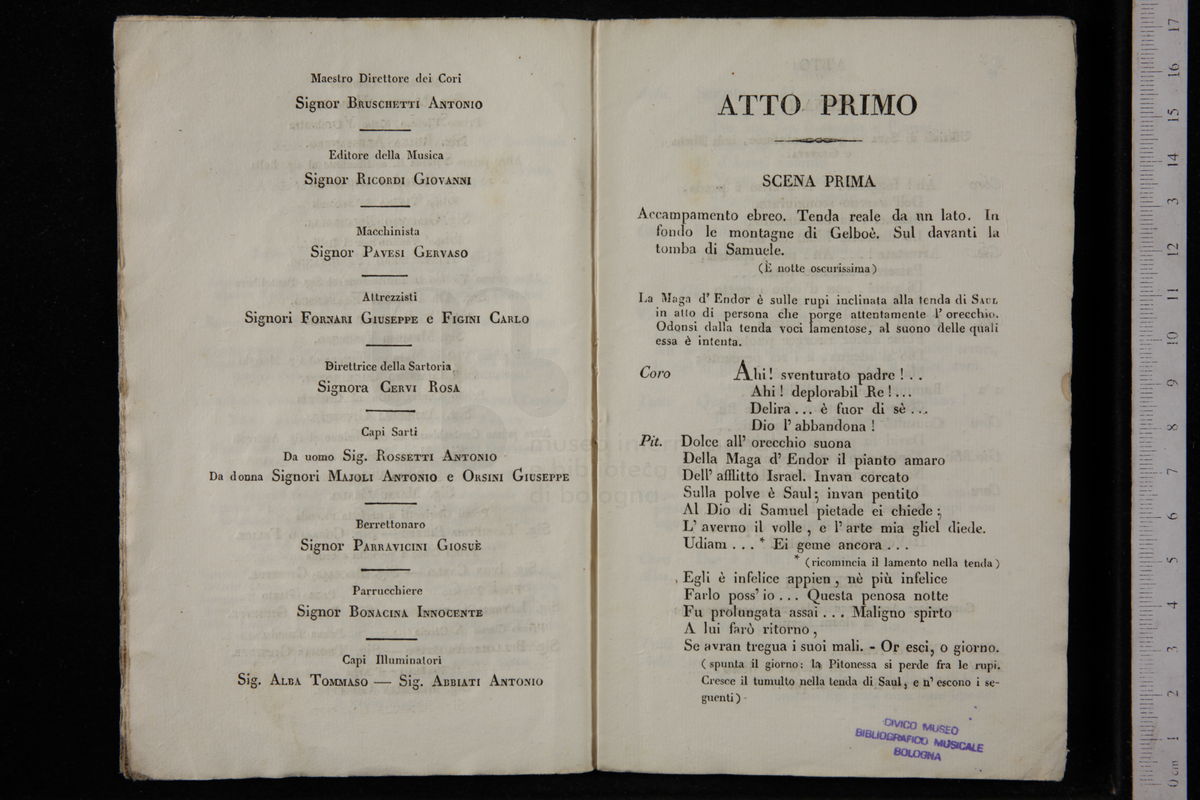 Maestro Direttore dei Cori
Signor Bruschetti Antonio
Editore della Musica
Signor Ricordi Giovanni
Macchinista
Signor Pavesi Gervaso
Attrezzisti
Signori Fornari Giuseppe e Figini Carlo
Direttrice della Sartoria
Signora Cervi Rosa
Capi Sarti
Da uomo Sig. Rossetti Antonio
Da donna Signori Majoli Antonio e Orsini Giuseppe
Berrettonaro
Signor Parravicini Giosuè
Parrucchiere
Signor Bonacina Innocente
Capi Illuminatori
Sig. Alba Tommaso — Sig. Abbiati Antonio
ATTO PRIMO
SCENA PRIMA
Accampamento ebreo. Tenda reale da un lato. In
fondo le montagne di Gelboè. Sul davanti la
tomba di Samuele.
(È notte oscurissima)
La Maga d' Endor è sulle rupi inclinata alla tenda di Saul
in atto di persona che porge attentamente l' orecchio.
Odonsi dalla tenda voci lamentose, al suono delle quali
essa è intenta.
Coro Ahi! sventurato padre! . .
Ahi! deplorabil Re!...
Delira... è fuor di sè...
Dio l' abbandona!
Pit. Dolce all' orecchio suona
Della Maga d' Endor il pianto amaro
Dell' afflitto Israel. Invan corcato
Sulla polve è Saul; invan pentito
Al Dio di Samuel pietade ei chiede;
L' averno il volle, e l' arte mia gliel diede.
Udiam . . . * Ei geme ancora . . .
* (ricomincia il lamento nella tenda)
Egli è infelice appien, nè più infelice
Farlo poss' io... Questa penosa notte
Fu prolungata assai... Maligno spirto
A lui farò ritorno,
Se avran tregua i suoi mali. - Or esci, o giorno.
(spunta il giorno: la Pitonessa si perde fra le rupi.
Cresce il tumulto nella tenda di Saul, e n' escono i se-
guenti)
CIVICO MUSEO
BIBLIOGRAFICO MUSICALE
BOLOGNA